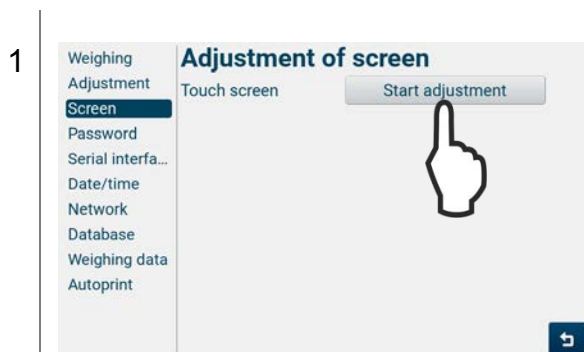 1
Weighing
Adjustment
Screen
Password
Serial interfa...
Date/time
Network
Database
Weighing data
Autoprint
Adjustment of screen
Touch screen
Start adjustment